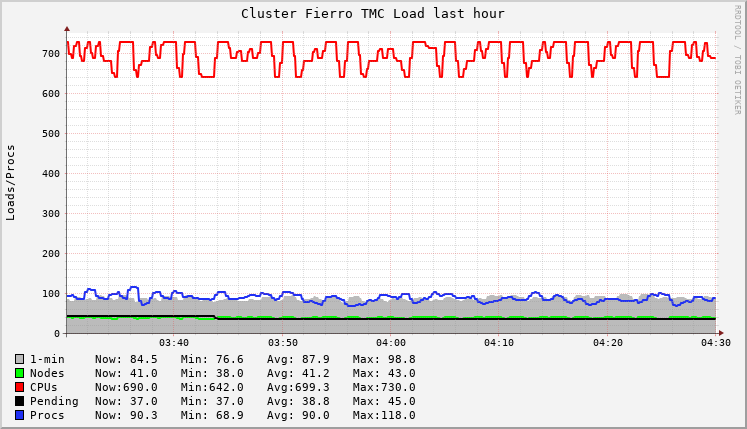 Cluster Fierro TMC Load last hour
RRDTOOL / TOBI OETIKER
Loads/Procs
700
600
500
400
300
200
100
0
03:40 03:50 04:00 04:10 04:20 04:30
1-min Now: 84.5 Min: 76.6 Avg: 87.9 Max: 98.8
Nodes Now: 41.0 Min: 38.0 Avg: 41.2 Max: 43.0
CPUs Now:690.0 Min:642.0 Avg:699.3 Max:730.0
Pending Now: 37.0 Min: 37.0 Avg: 38.8 Max: 45.0
Procs Now: 90.3 Min: 68.9 Avg: 90.0 Max:118.0